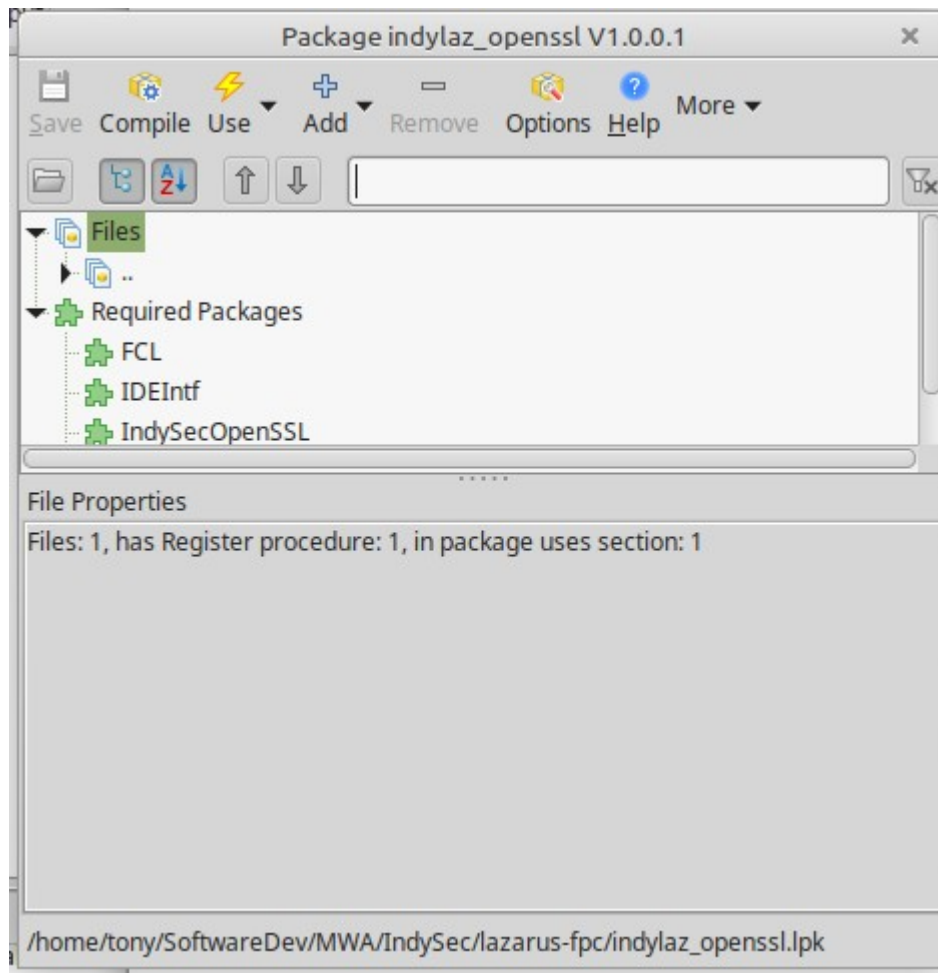 Package indylaz_openssl V1.0.0.1
Save Compile Use Add Remove Options Help More
Files
..
Required Packages
FCL
IDEIntf
IndySecOpenSSL
File Properties
Files: 1, has Register procedure: 1, in package uses section: 1
/home/tony/SoftwareDev/MWA/IndySec/lazarus-fpc/indylaz_openssl.lpk